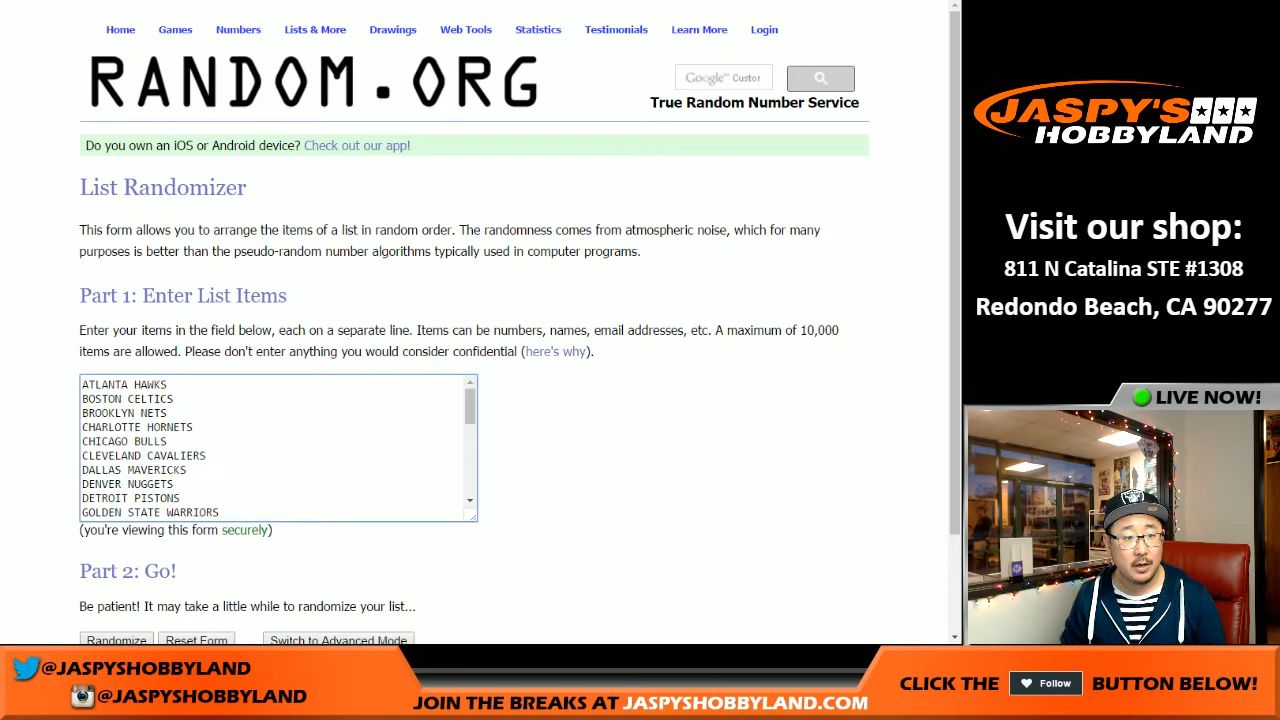 Home Games Numbers Lists & More Drawings Web Tools Statistics Testimonials Learn More Login
RANDOM.ORG
Google™ Custor
True Random Number Service
Do you own an iOS or Android device? Check out our app!
List Randomizer
This form allows you to arrange the items of a list in random order. The randomness comes from atmospheric noise, which for many
purposes is better than the pseudo-random number algorithms typically used in computer programs.
Part 1: Enter List Items
Enter your items in the field below, each on a separate line. Items can be numbers, names, email addresses, etc. A maximum of 10,000
items are allowed. Please don't enter anything you would consider confidential (here's why).
ATLANTA HAWKS
BOSTON CELTICS
BROOKLYN NETS
CHARLOTTE HORNETS
CHICAGO BULLS
CLEVELAND CAVALIERS
DALLAS MAVERICKS
DENVER NUGGETS
DETROIT PISTONS
GOLDEN STATE WARRIORS
(you're viewing this form securely)
Part 2: Go!
Be patient! It may take a little while to randomize your list...
Randomize Reset Form Switch to Advanced Mode
JASPY'S
HOBBYLAND
Visit our shop:
811 N Catalina STE #1308
Redondo Beach, CA 90277
LIVE NOW!
@JASPYSHOBBYLAND
@JASPYSHOBBYLAND
JOIN THE BREAKS AT JASPYSHOBBYLAND.COM
CLICK THE Follow BUTTON BELOW!